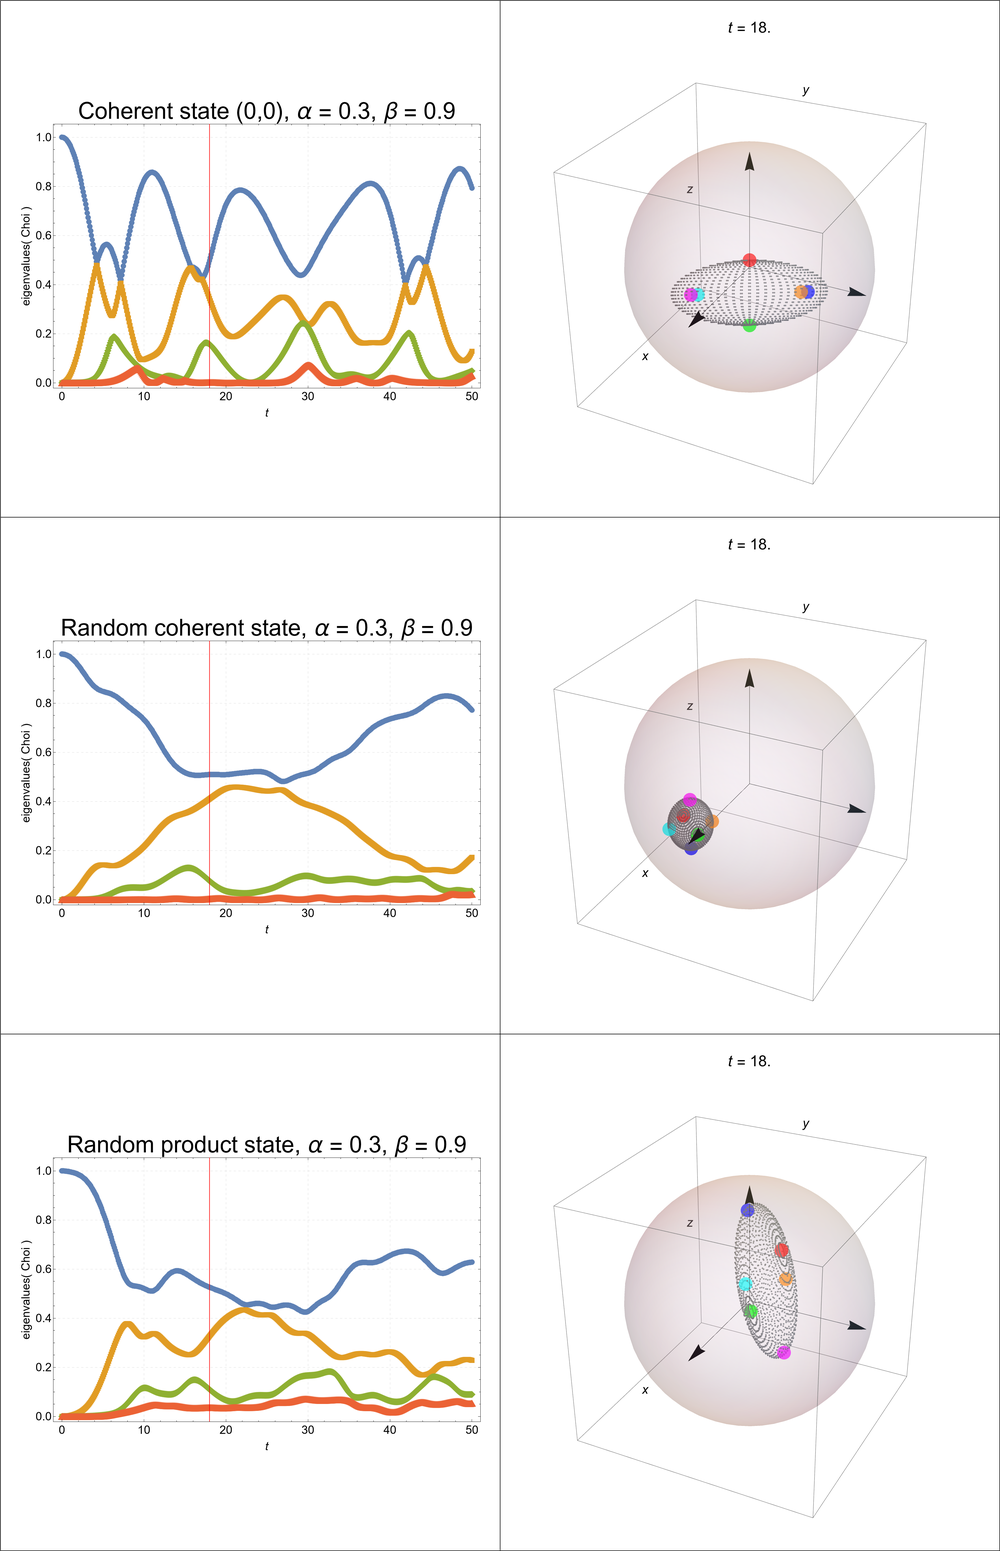 t = 18.
Coherent state (0,0), α = 0.3, β = 0.9
eigenvalues( Choi )
1.0
0.8
0.6
0.4
0.2
0.0
0 10 20 30 40 50
t
y
z
x
t = 18.
Random coherent state, α = 0.3, β = 0.9
eigenvalues( Choi )
1.0
0.8
0.6
0.4
0.2
0.0
0 10 20 30 40 50
t
y
z
x
t = 18.
Random product state, α = 0.3, β = 0.9
eigenvalues( Choi )
1.0
0.8
0.6
0.4
0.2
0.0
0 10 20 30 40 50
t
y
z
x